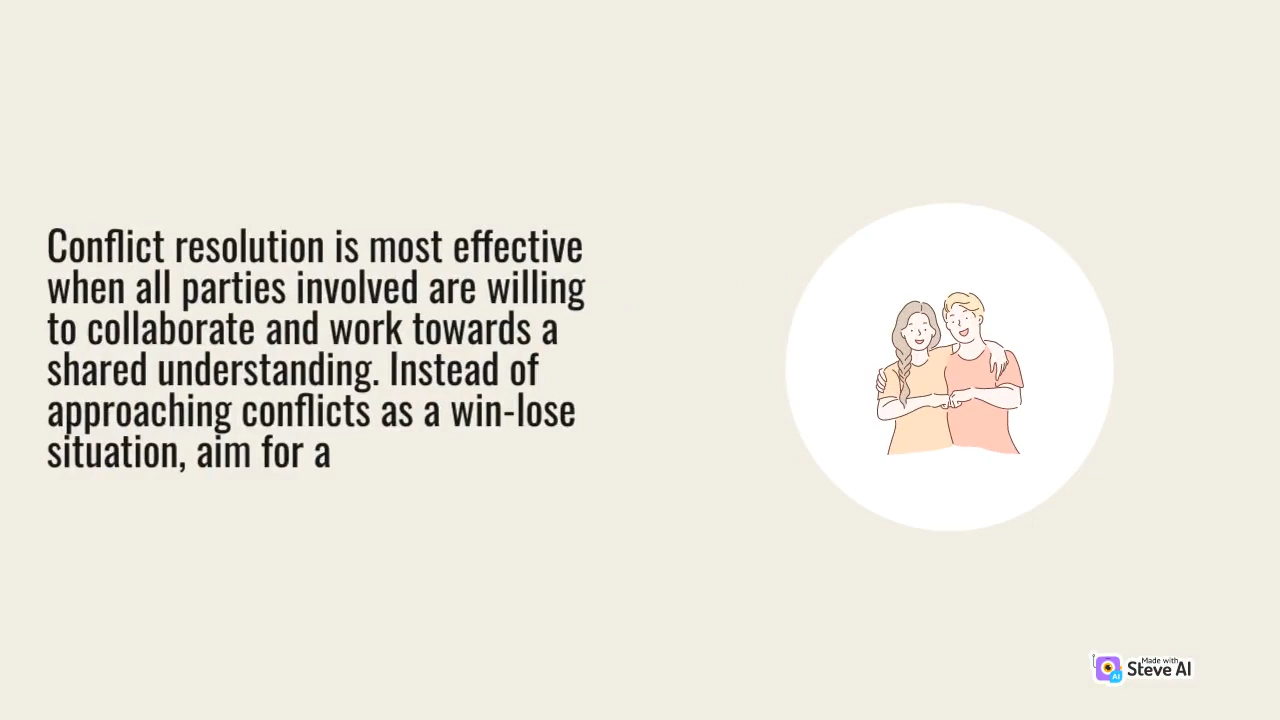 Conflict resolution is most effective
when all parties involved are willing
to collaborate and work towards a
shared understanding. Instead of
approaching conflicts as a win-lose
situation, aim for a
Made with
Steve AI
AI